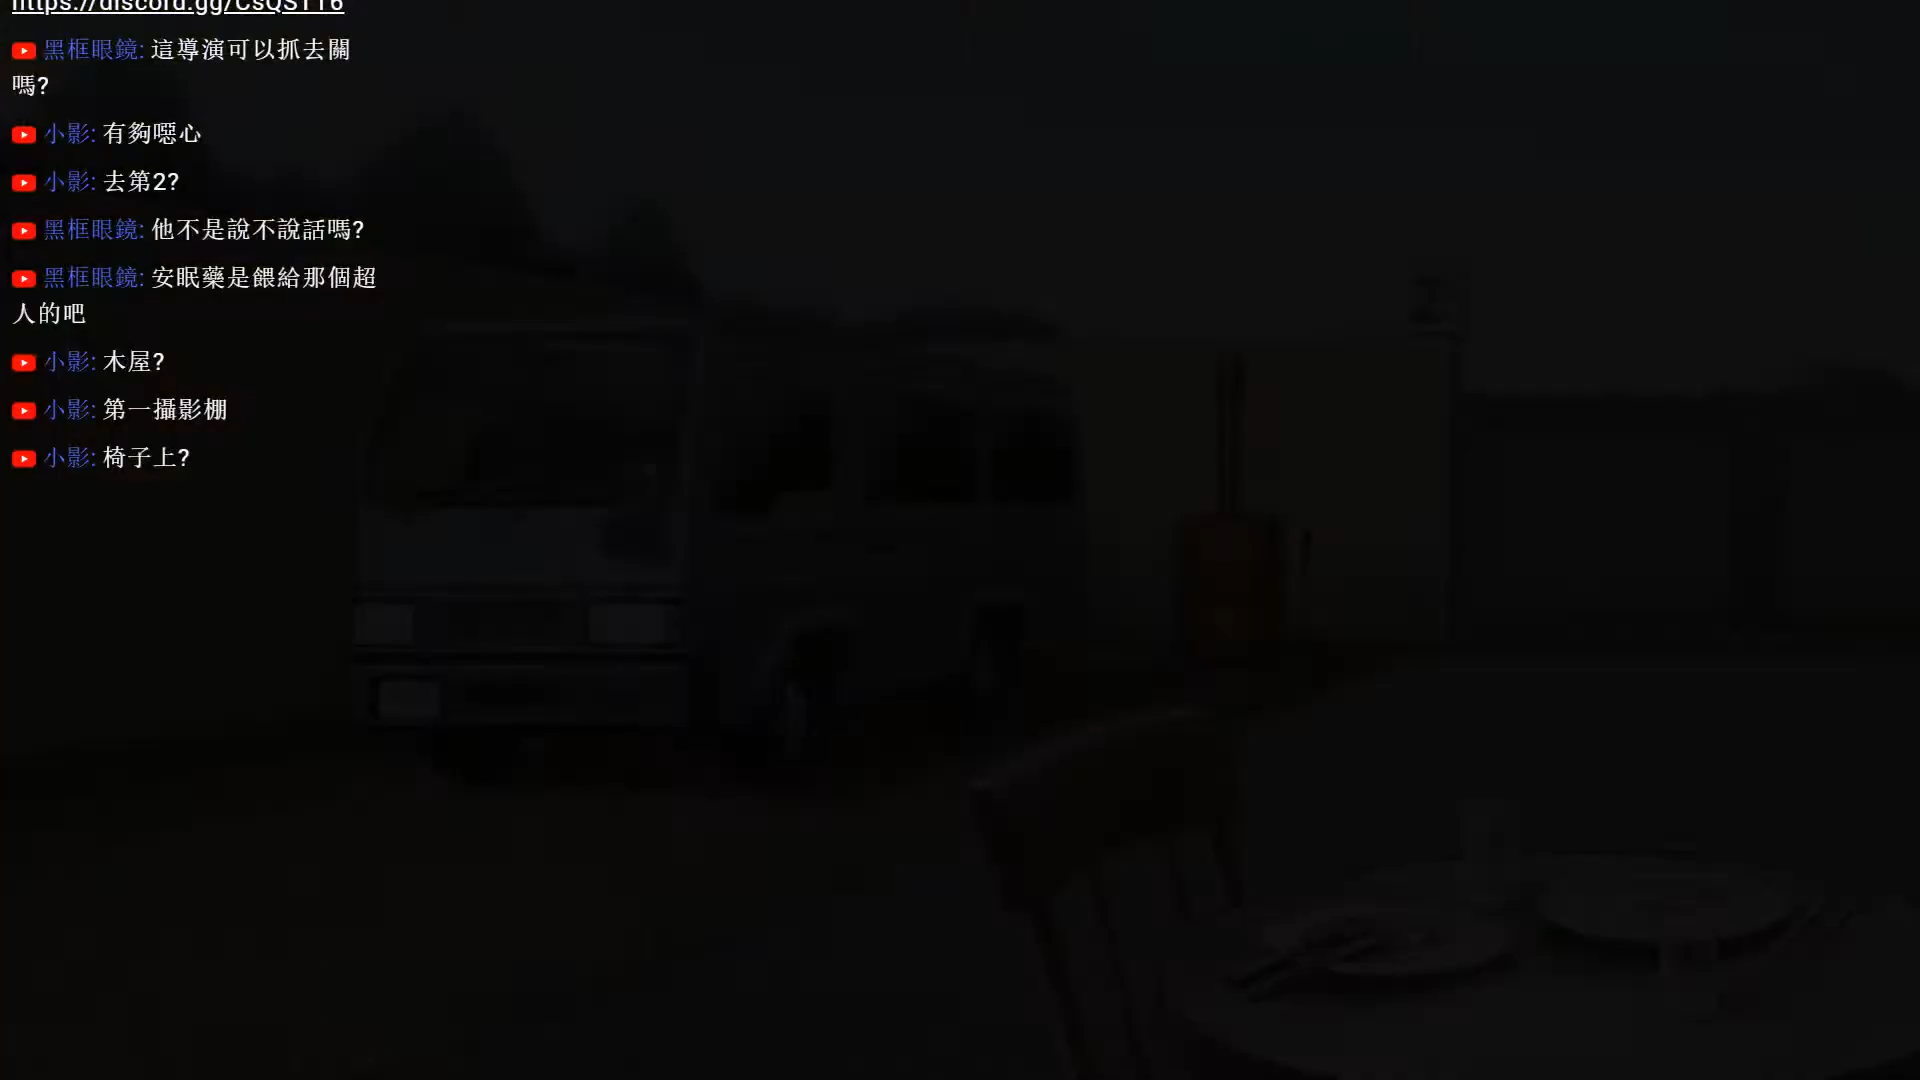 https://discord.gg/CsQSTT6
黑框眼鏡: 這導演可以抓去關
嗎?
小影: 有夠噁心
小影: 去第2?
黑框眼鏡: 他不是說不說話嗎?
黑框眼鏡: 安眠藥是餵給那個超
人的吧
小影: 木屋?
小影: 第一攝影棚
小影: 椅子上?